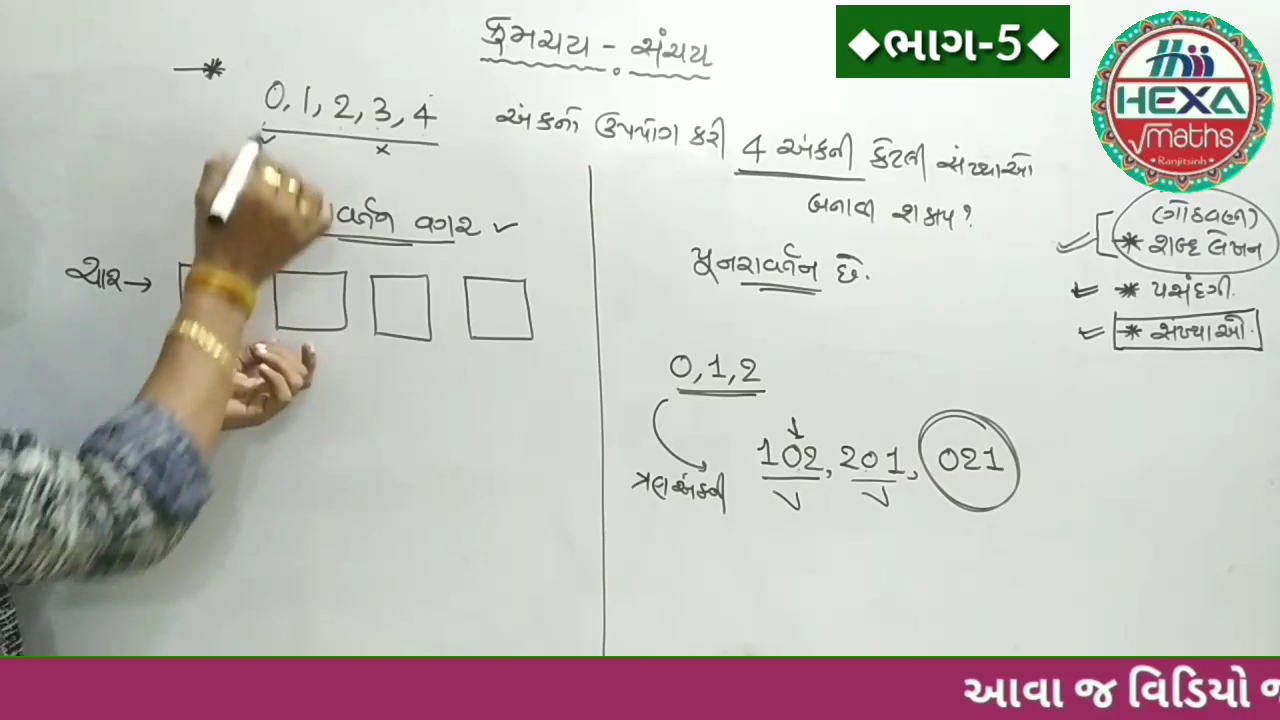 ક્રમચય - સંચય
◆ભાગ-5◆
HEXA
√maths
Ranjitsinh
0, 1, 2, 3, 4 અંકનો ઉપયોગ કરી 4 અંકની કેટલી સંખ્યાઓ
બનાવી શકાય?
વર્તન વગર ✓
ચાર →
પુનરાવર્તન છે.
0, 1, 2
ત્રણ અંકની 102, 201, 021
(ગોઠવણ)
* શબ્દ લેખન
* પસંદગી.
* સંખ્યાઓ.
આવા જ વિડિયો